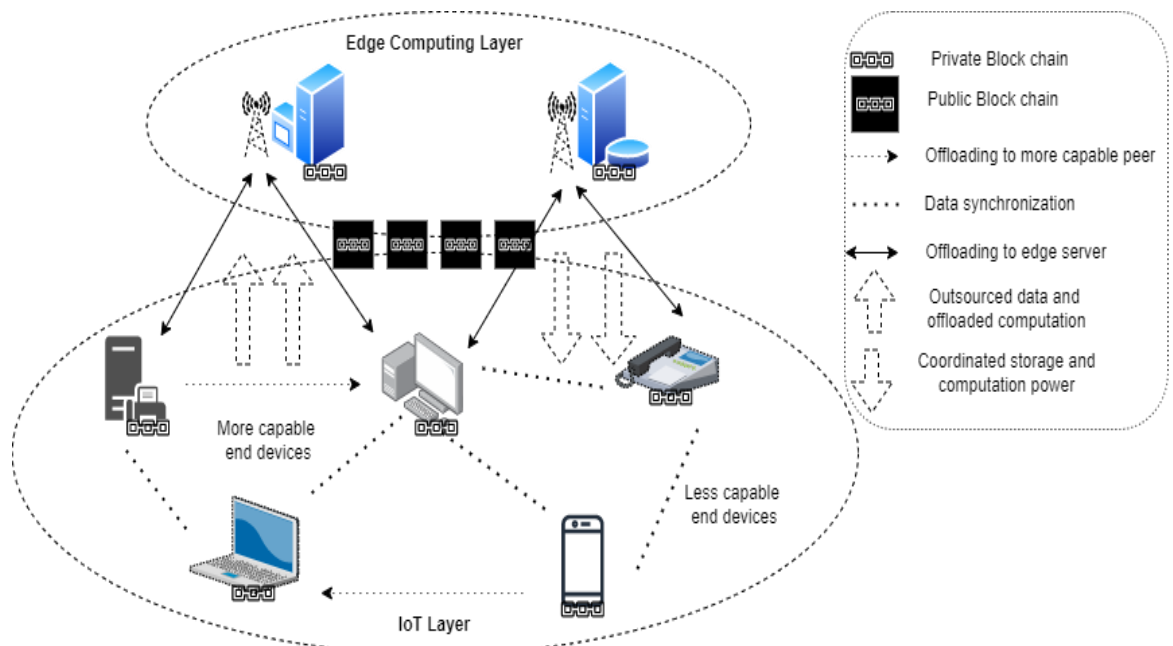 Edge Computing Layer
Private Block chain
Public Block chain
Offloading to more capable peer
Data synchronization
Offloading to edge server
Outsourced data and
offloaded computation
Coordinated storage and
computation power
More capable
end devices
Less capable
end devices
IoT Layer